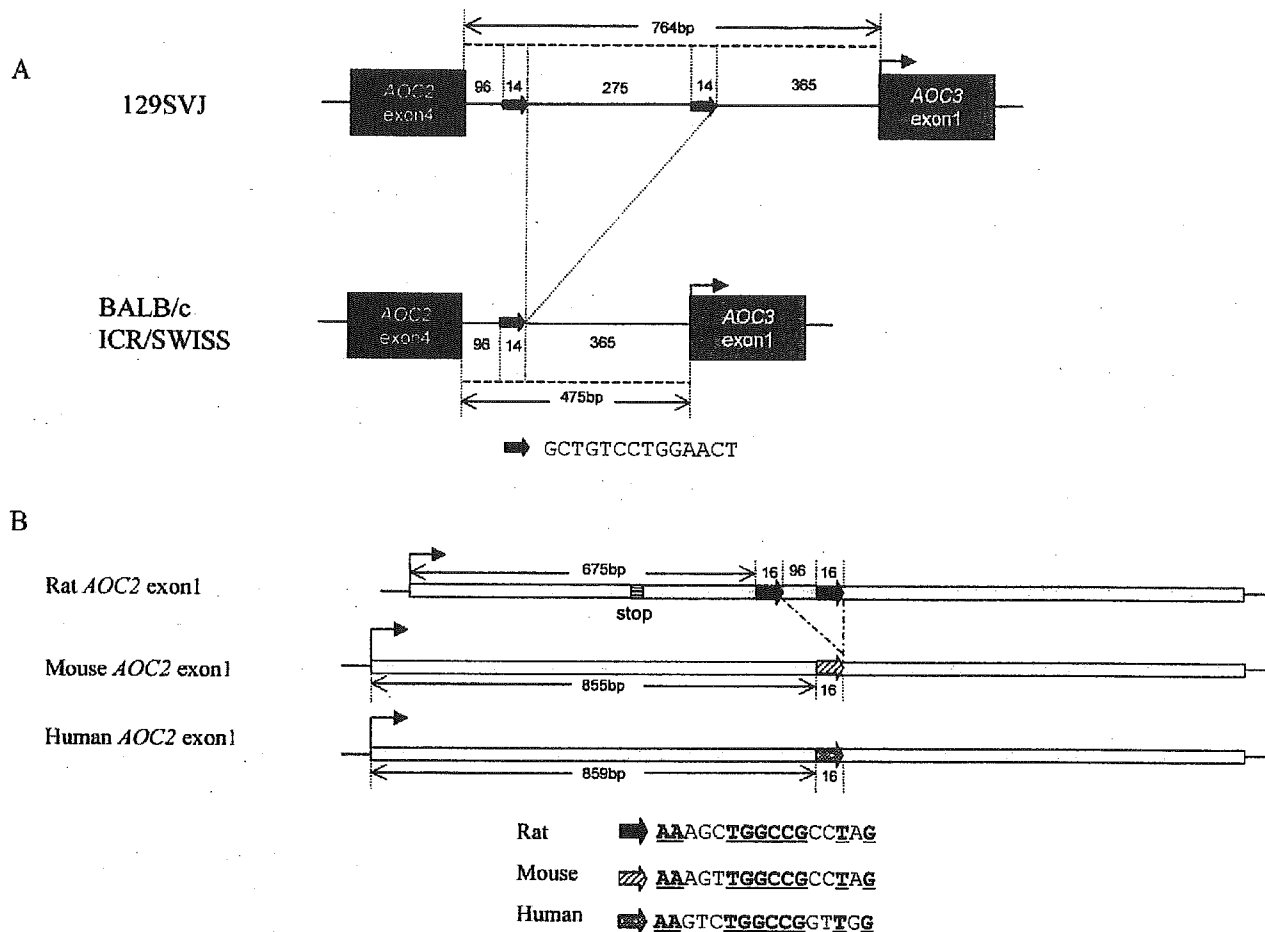 A
764bp
129SVJ
AOC2
exon4
96
14
275
14
365
AOC3
exon1
BALB/c
ICR/SWISS
AOC2
exon4
96
14
365
AOC3
exon1
475bp
GCTGTCCTGGAACT
B
Rat AOC2 exon1
675bp
16
96
16
stop
Mouse AOC2 exon1
855bp
16
Human AOC2 exon1
859bp
16
Rat AAAGCTGGCCGCCTAG
Mouse AAAGTTGGCCGCCTAG
Human AAGTCTGGCCGGTTGG